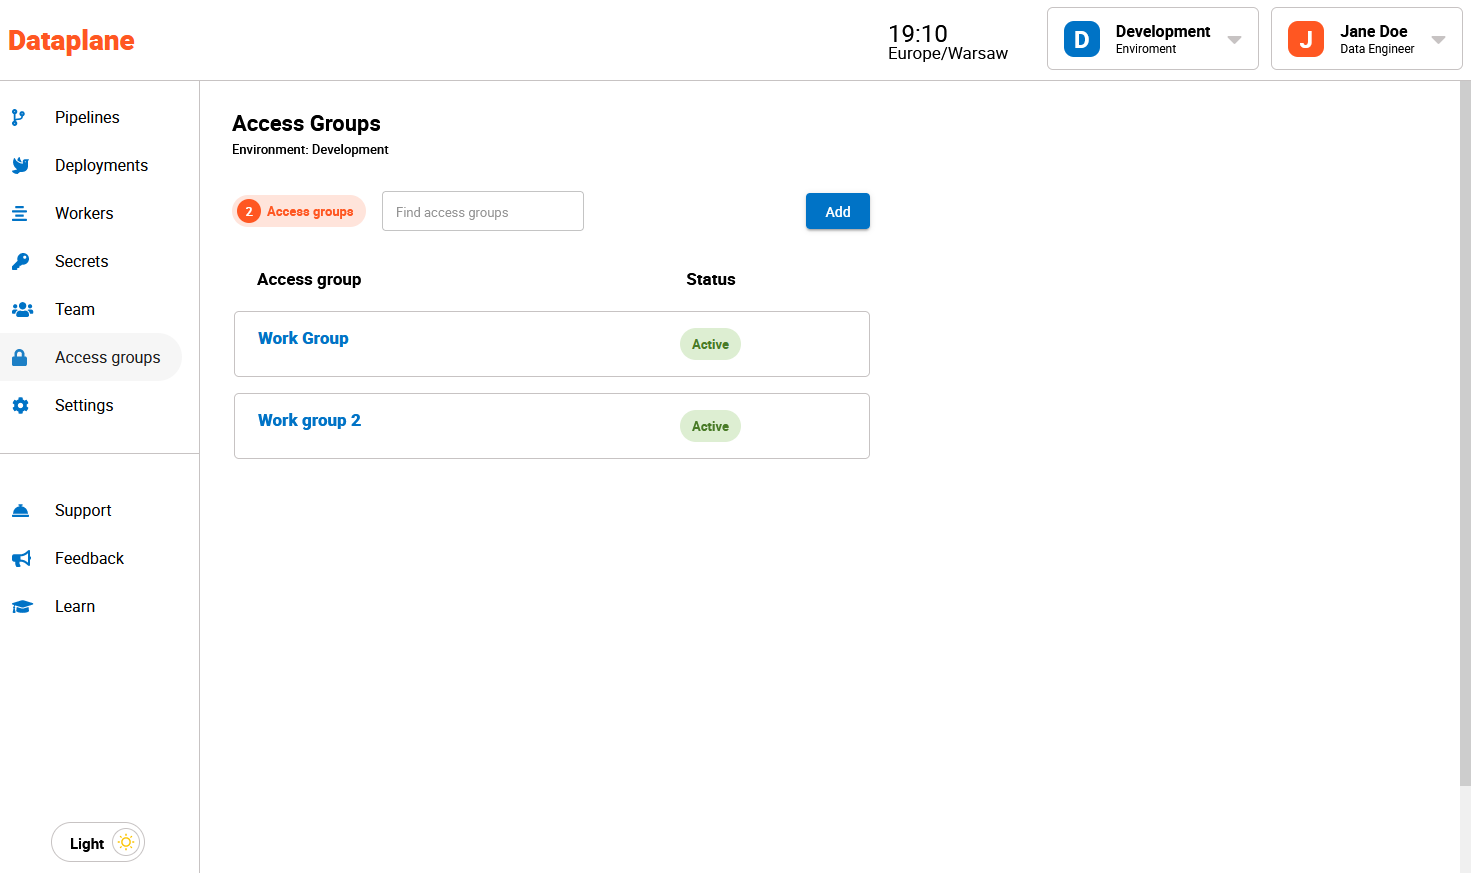 Dataplane
19:10
Europe/Warsaw
D
Development
Enviroment
J
Jane Doe
Data Engineer
Pipelines
Deployments
Workers
Secrets
Team
Access groups
Settings
Support
Feedback
Learn
Light
Access Groups
Environment: Development
2 Access groups
Find access groups
Add
Access group Status
Work Group Active
Work group 2 Active